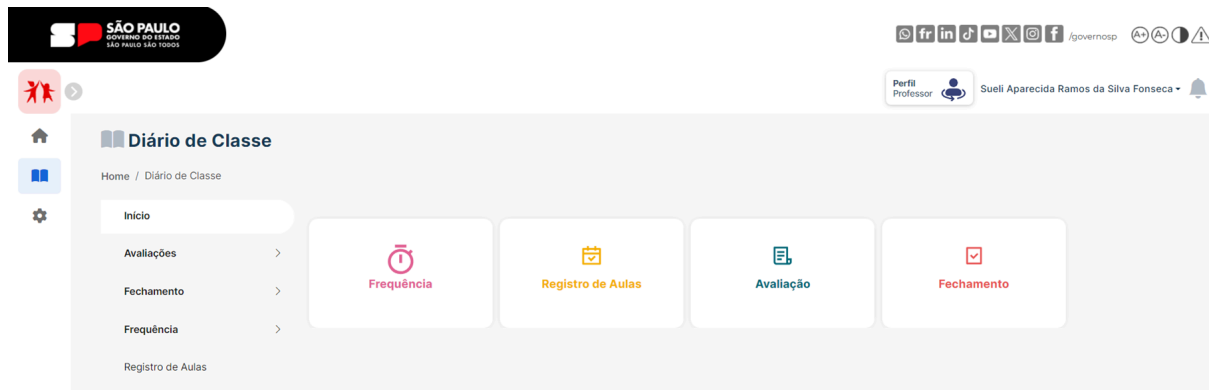 SÃO PAULO
GOVERNO DO ESTADO
SÃO PAULO SÃO TODOS
/governosp A+ A-
Perfil
Professor
Sueli Aparecida Ramos da Silva Fonseca
Diário de Classe
Home / Diário de Classe
Início
Avaliações
Fechamento
Frequência
Registro de Aulas
Frequência
Registro de Aulas
Avaliação
Fechamento